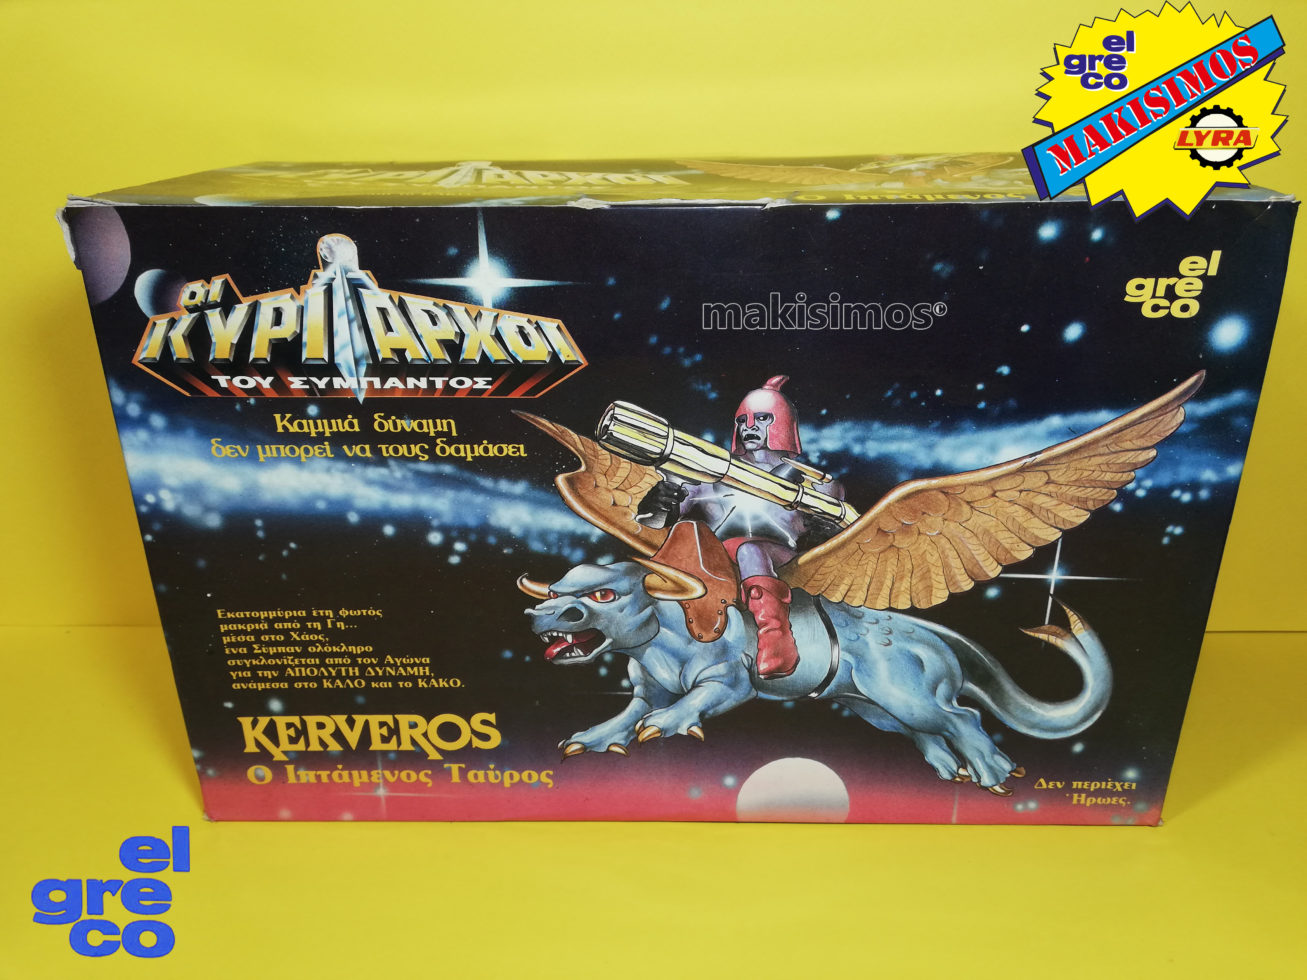 el
gre
co
MAKISIMOS
LYRA
ΚΥΡΙΑΡΧΟΙ
el
gre
co
οι
ΚΥΡΙΑΡΧΟΙ
ΤΟΥ ΣΥΜΠΑΝΤΟΣ
makisimos©
Καμμιά δύναμη
δεν μπορεί να τους δαμάσει
Εκατομμύρια έτη φωτός
μακριά από τη Γη...
μέσα στο Χάος,
ένα Σύμπαν ολόκληρο
συγκλονίζεται από τον Αγώνα
για την ΑΠΟΛΥΤΗ ΔΥΝΑΜΗ,
ανάμεσα στο ΚΑΛΟ και το ΚΑΚΟ.
KERVEROS
Ο Ιπτάμενος Ταύρος
Δεν περιέχει
Ήρωες.
el
gre
co